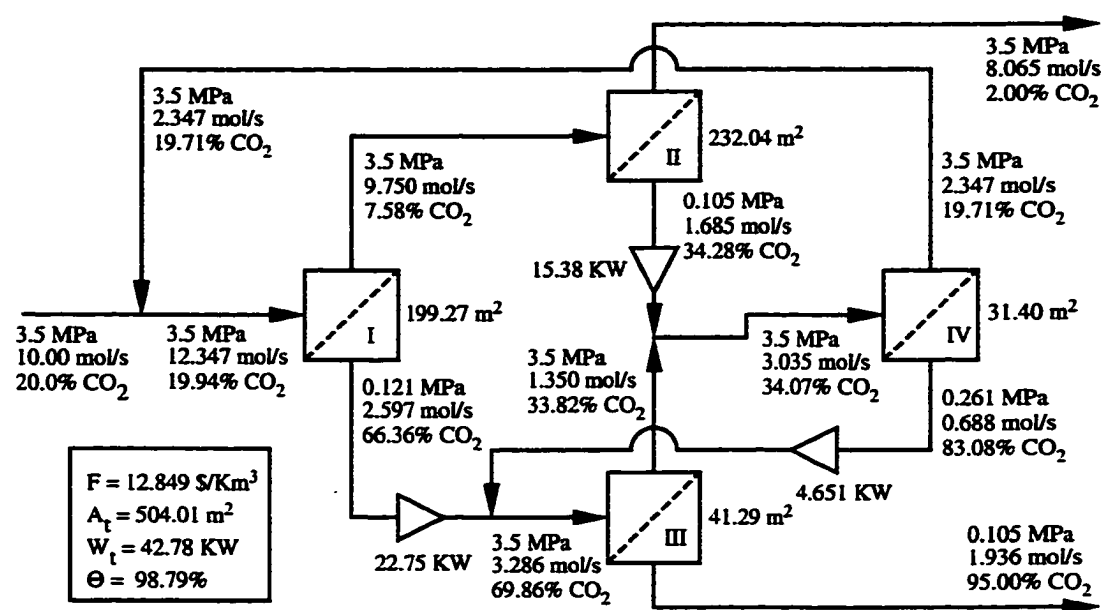 3.5 MPa
8.065 mol/s
2.00% CO2
3.5 MPa
2.347 mol/s
19.71% CO2
II
232.04 m2
3.5 MPa
9.750 mol/s
7.58% CO2
0.105 MPa
1.685 mol/s
34.28% CO2
3.5 MPa
2.347 mol/s
19.71% CO2
15.38 KW
I
199.27 m2
IV
31.40 m2
3.5 MPa
10.00 mol/s
20.0% CO2
3.5 MPa
12.347 mol/s
19.94% CO2
3.5 MPa
1.350 mol/s
33.82% CO2
3.5 MPa
3.035 mol/s
34.07% CO2
0.121 MPa
2.597 mol/s
66.36% CO2
0.261 MPa
0.688 mol/s
83.08% CO2
4.651 KW
F = 12.849 $/Km3
At = 504.01 m2
Wt = 42.78 KW
Θ = 98.79%
22.75 KW
3.5 MPa
3.286 mol/s
69.86% CO2
III
41.29 m2
0.105 MPa
1.936 mol/s
95.00% CO2